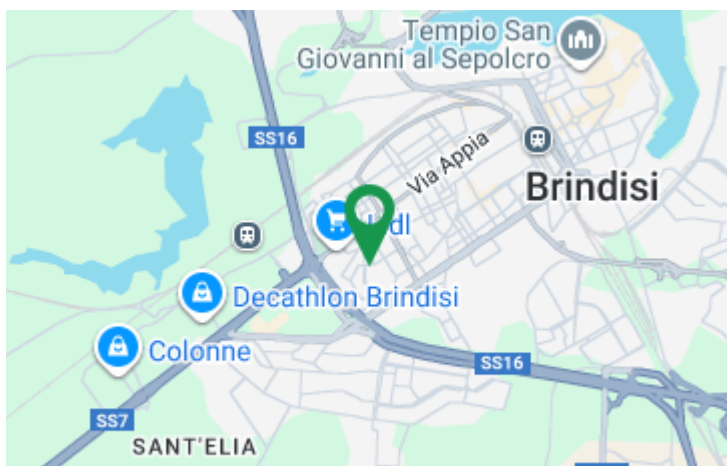 Tempio San
Giovanni al Sepolcro
SS16
Via Appia
Brindisi
Decathlon Brindisi
Colonne
SS16
SS7
SANT'ELIA